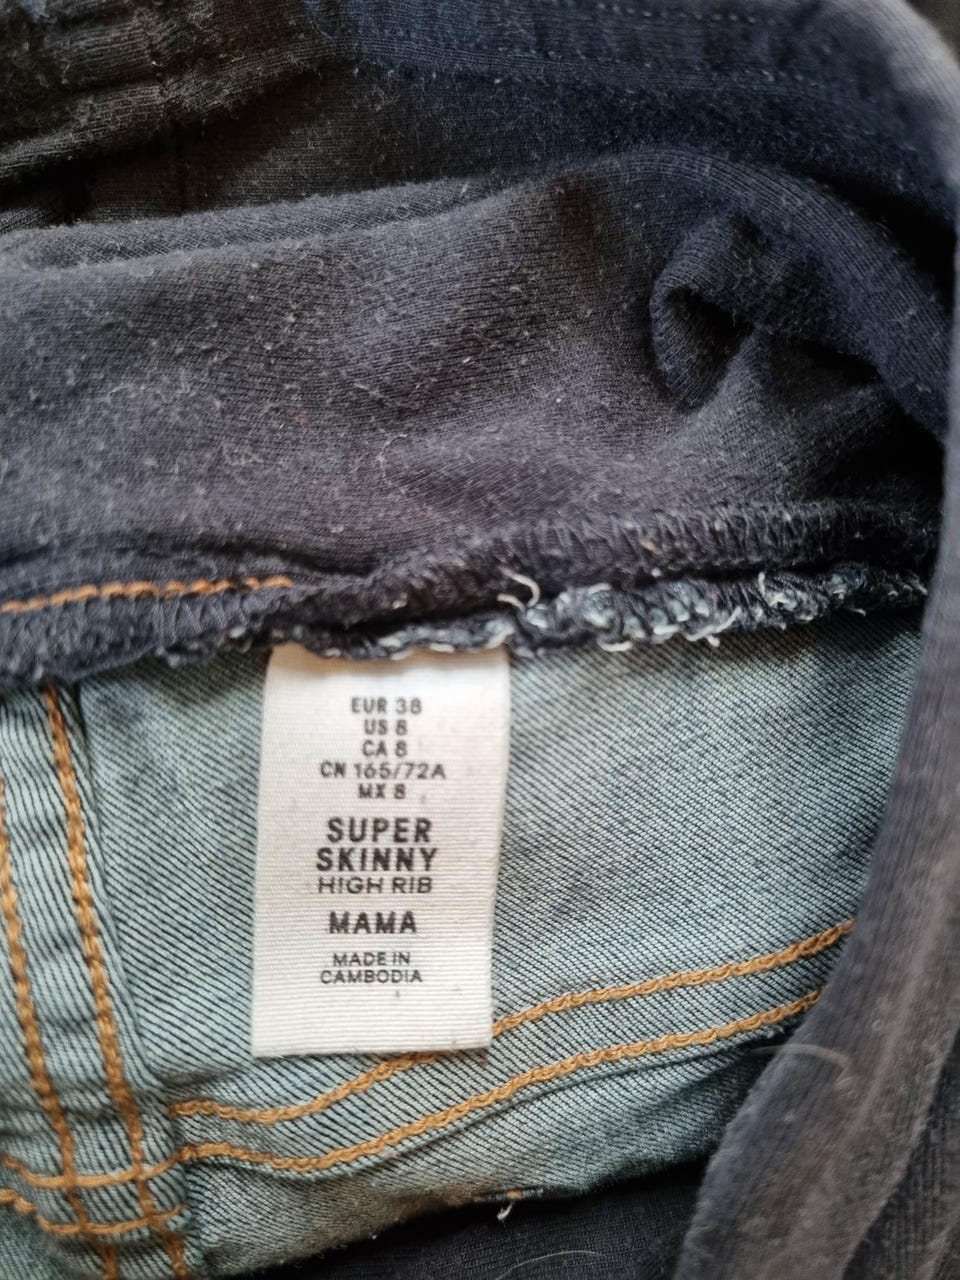 EUR 38
US 8
CA 8
CN 165/72A
MX 8
SUPER
SKINNY
HIGH RIB
MAMA
MADE IN
CAMBODIA